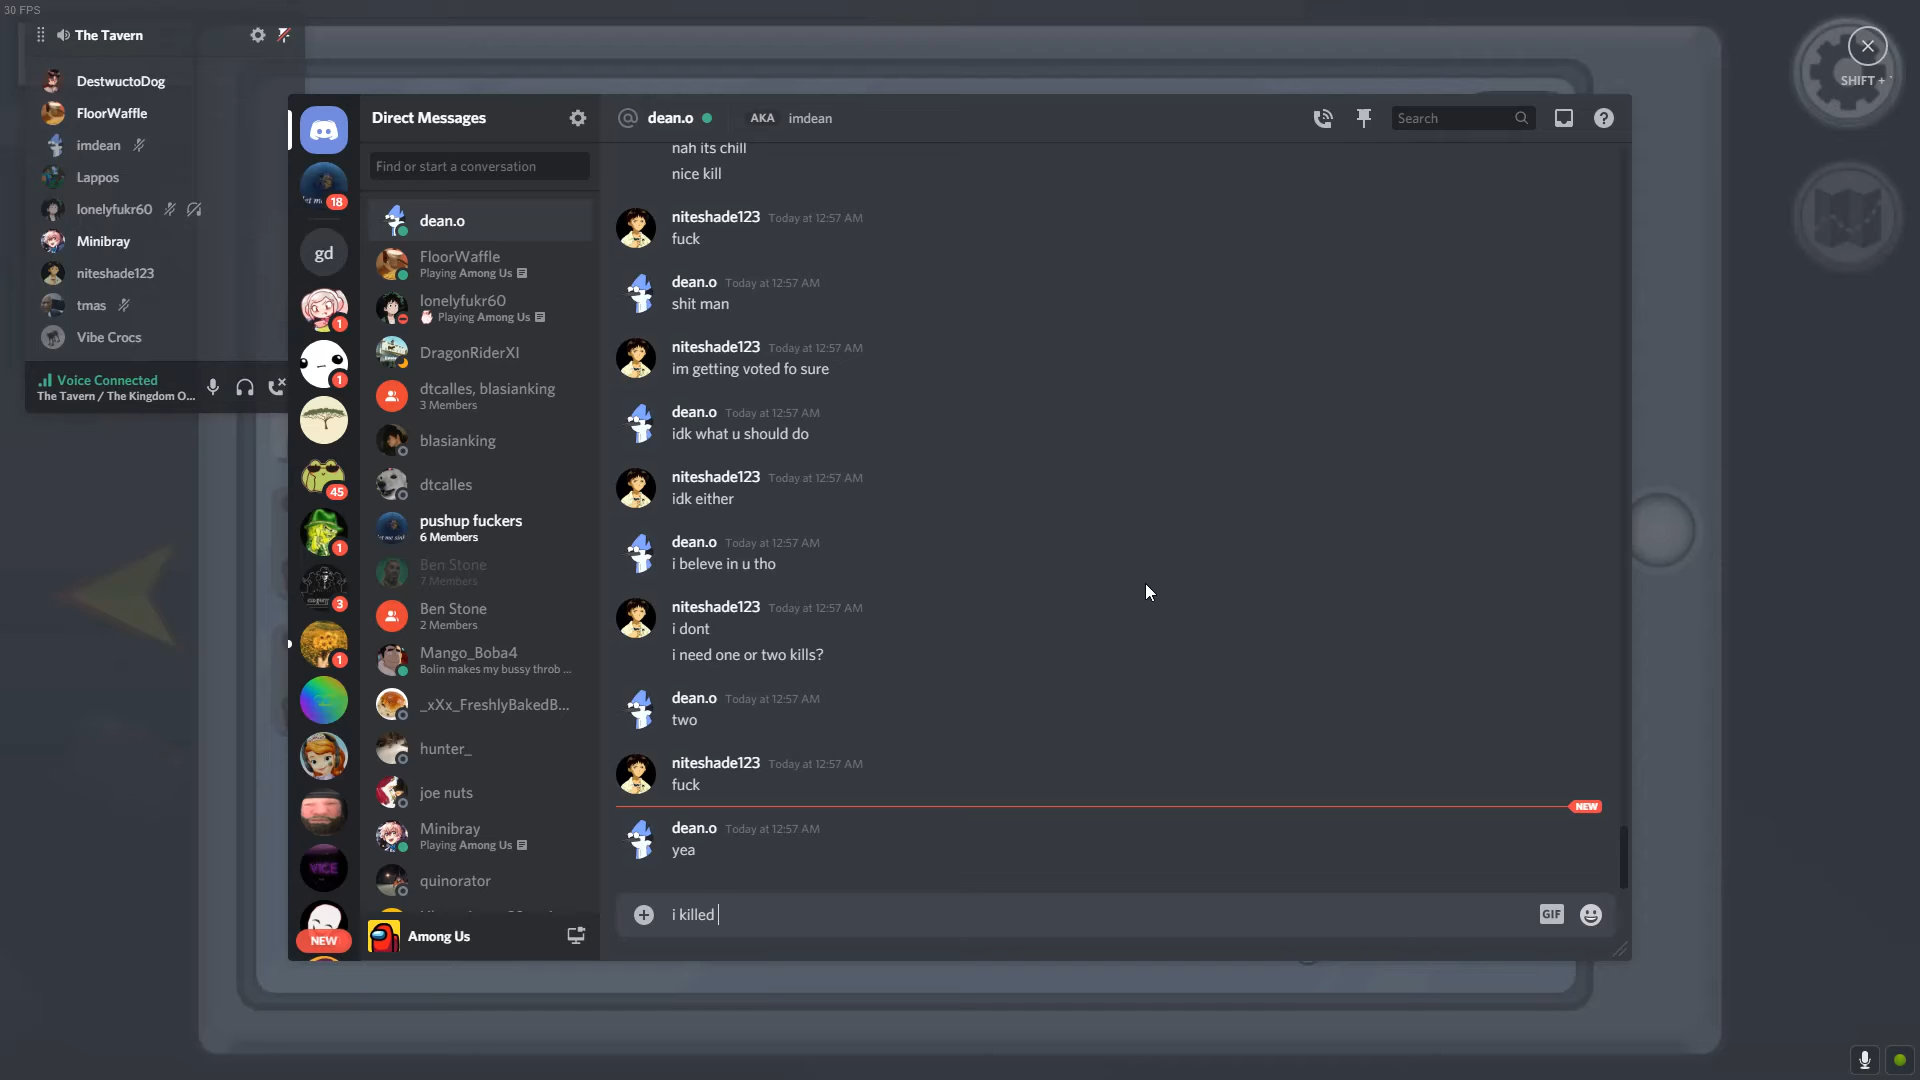 30 FPS
The Tavern
DestwuctoDog
FloorWaffle
imdean
Lappos
lonelyfukr60
Minibray
niteshade123
tmas
Vibe Crocs
Voice Connected
The Tavern / The Kingdom O...
18
gd
1
1
45
1
3
1
VICE
NEW
Direct Messages
Find or start a conversation
dean.o
FloorWaffle
Playing Among Us
lonelyfukr60
Playing Among Us
DragonRiderXI
dtcalles, blasianking
3 Members
blasianking
dtcalles
pushup fuckers
6 Members
Ben Stone
7 Members
Ben Stone
2 Members
Mango_Boba4
Bolin makes my bussy throb ...
_xXx_FreshlyBakedB...
hunter_
joe nuts
Minibray
Playing Among Us
quinorator
Among Us
@ dean.o AKA imdean
Search
SHIFT + `
nah its chill
nice kill
niteshade123 Today at 12:57 AM
fuck
dean.o Today at 12:57 AM
shit man
niteshade123 Today at 12:57 AM
im getting voted fo sure
dean.o Today at 12:57 AM
idk what u should do
niteshade123 Today at 12:57 AM
idk either
dean.o Today at 12:57 AM
i beleve in u tho
niteshade123 Today at 12:57 AM
i dont
i need one or two kills?
dean.o Today at 12:57 AM
two
niteshade123 Today at 12:57 AM
fuck
NEW
dean.o Today at 12:57 AM
yea
i killed
GIF